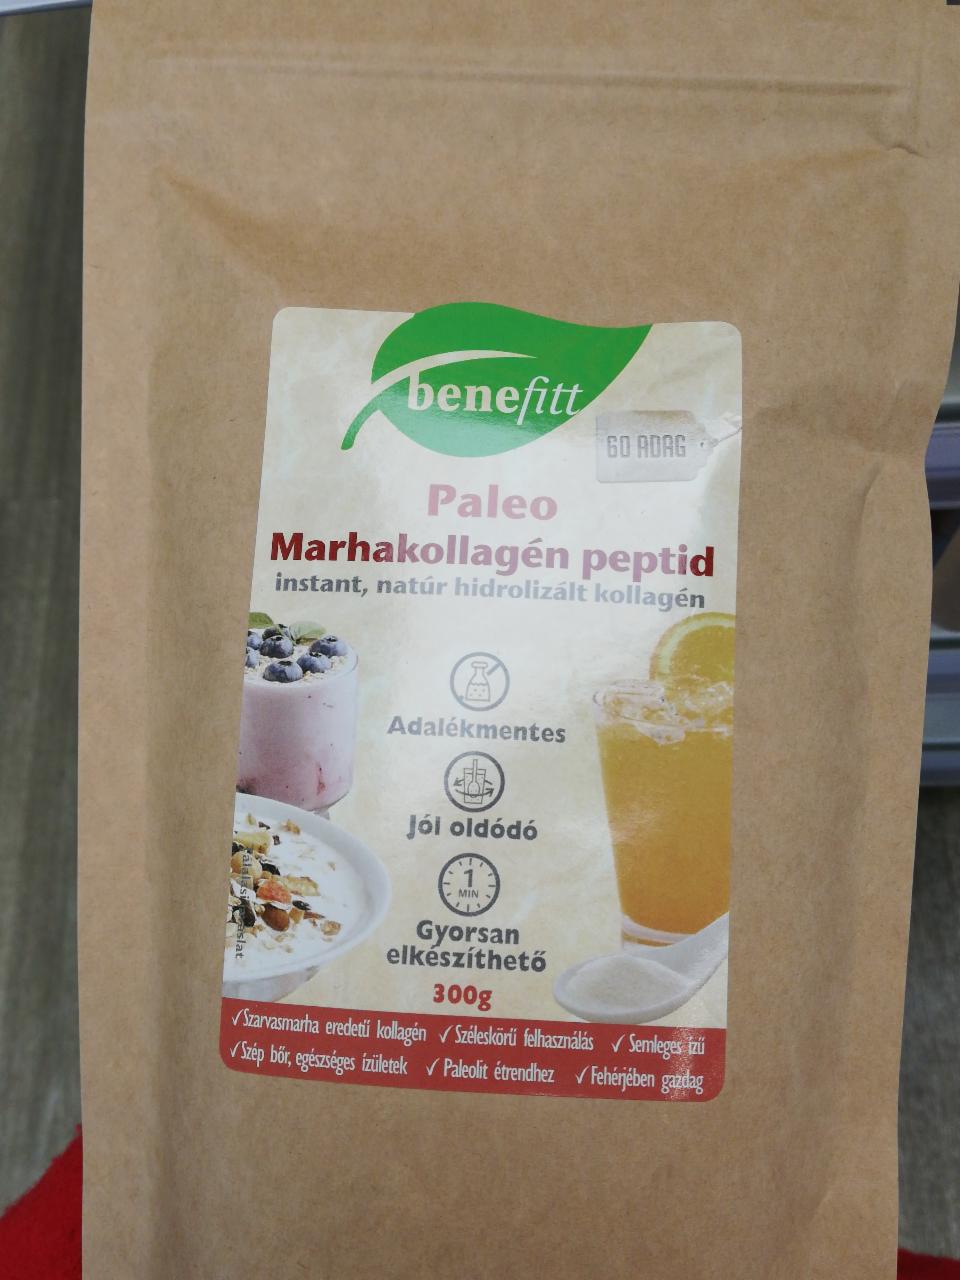 benefitt
60 ADAG
Paleo
Marhakollagén peptid
instant, natúr hidrolizált kollagén
Adalékmentes
Jól oldódó
1
MIN
Gyorsan
elkészíthető
300g
✓Szarvasmarha eredetű kollagén ✓Széleskörű felhasználás ✓Semleges ízű
✓Szép bőr, egészséges ízületek ✓Paleolit étrendhez ✓Fehérjében gazdag